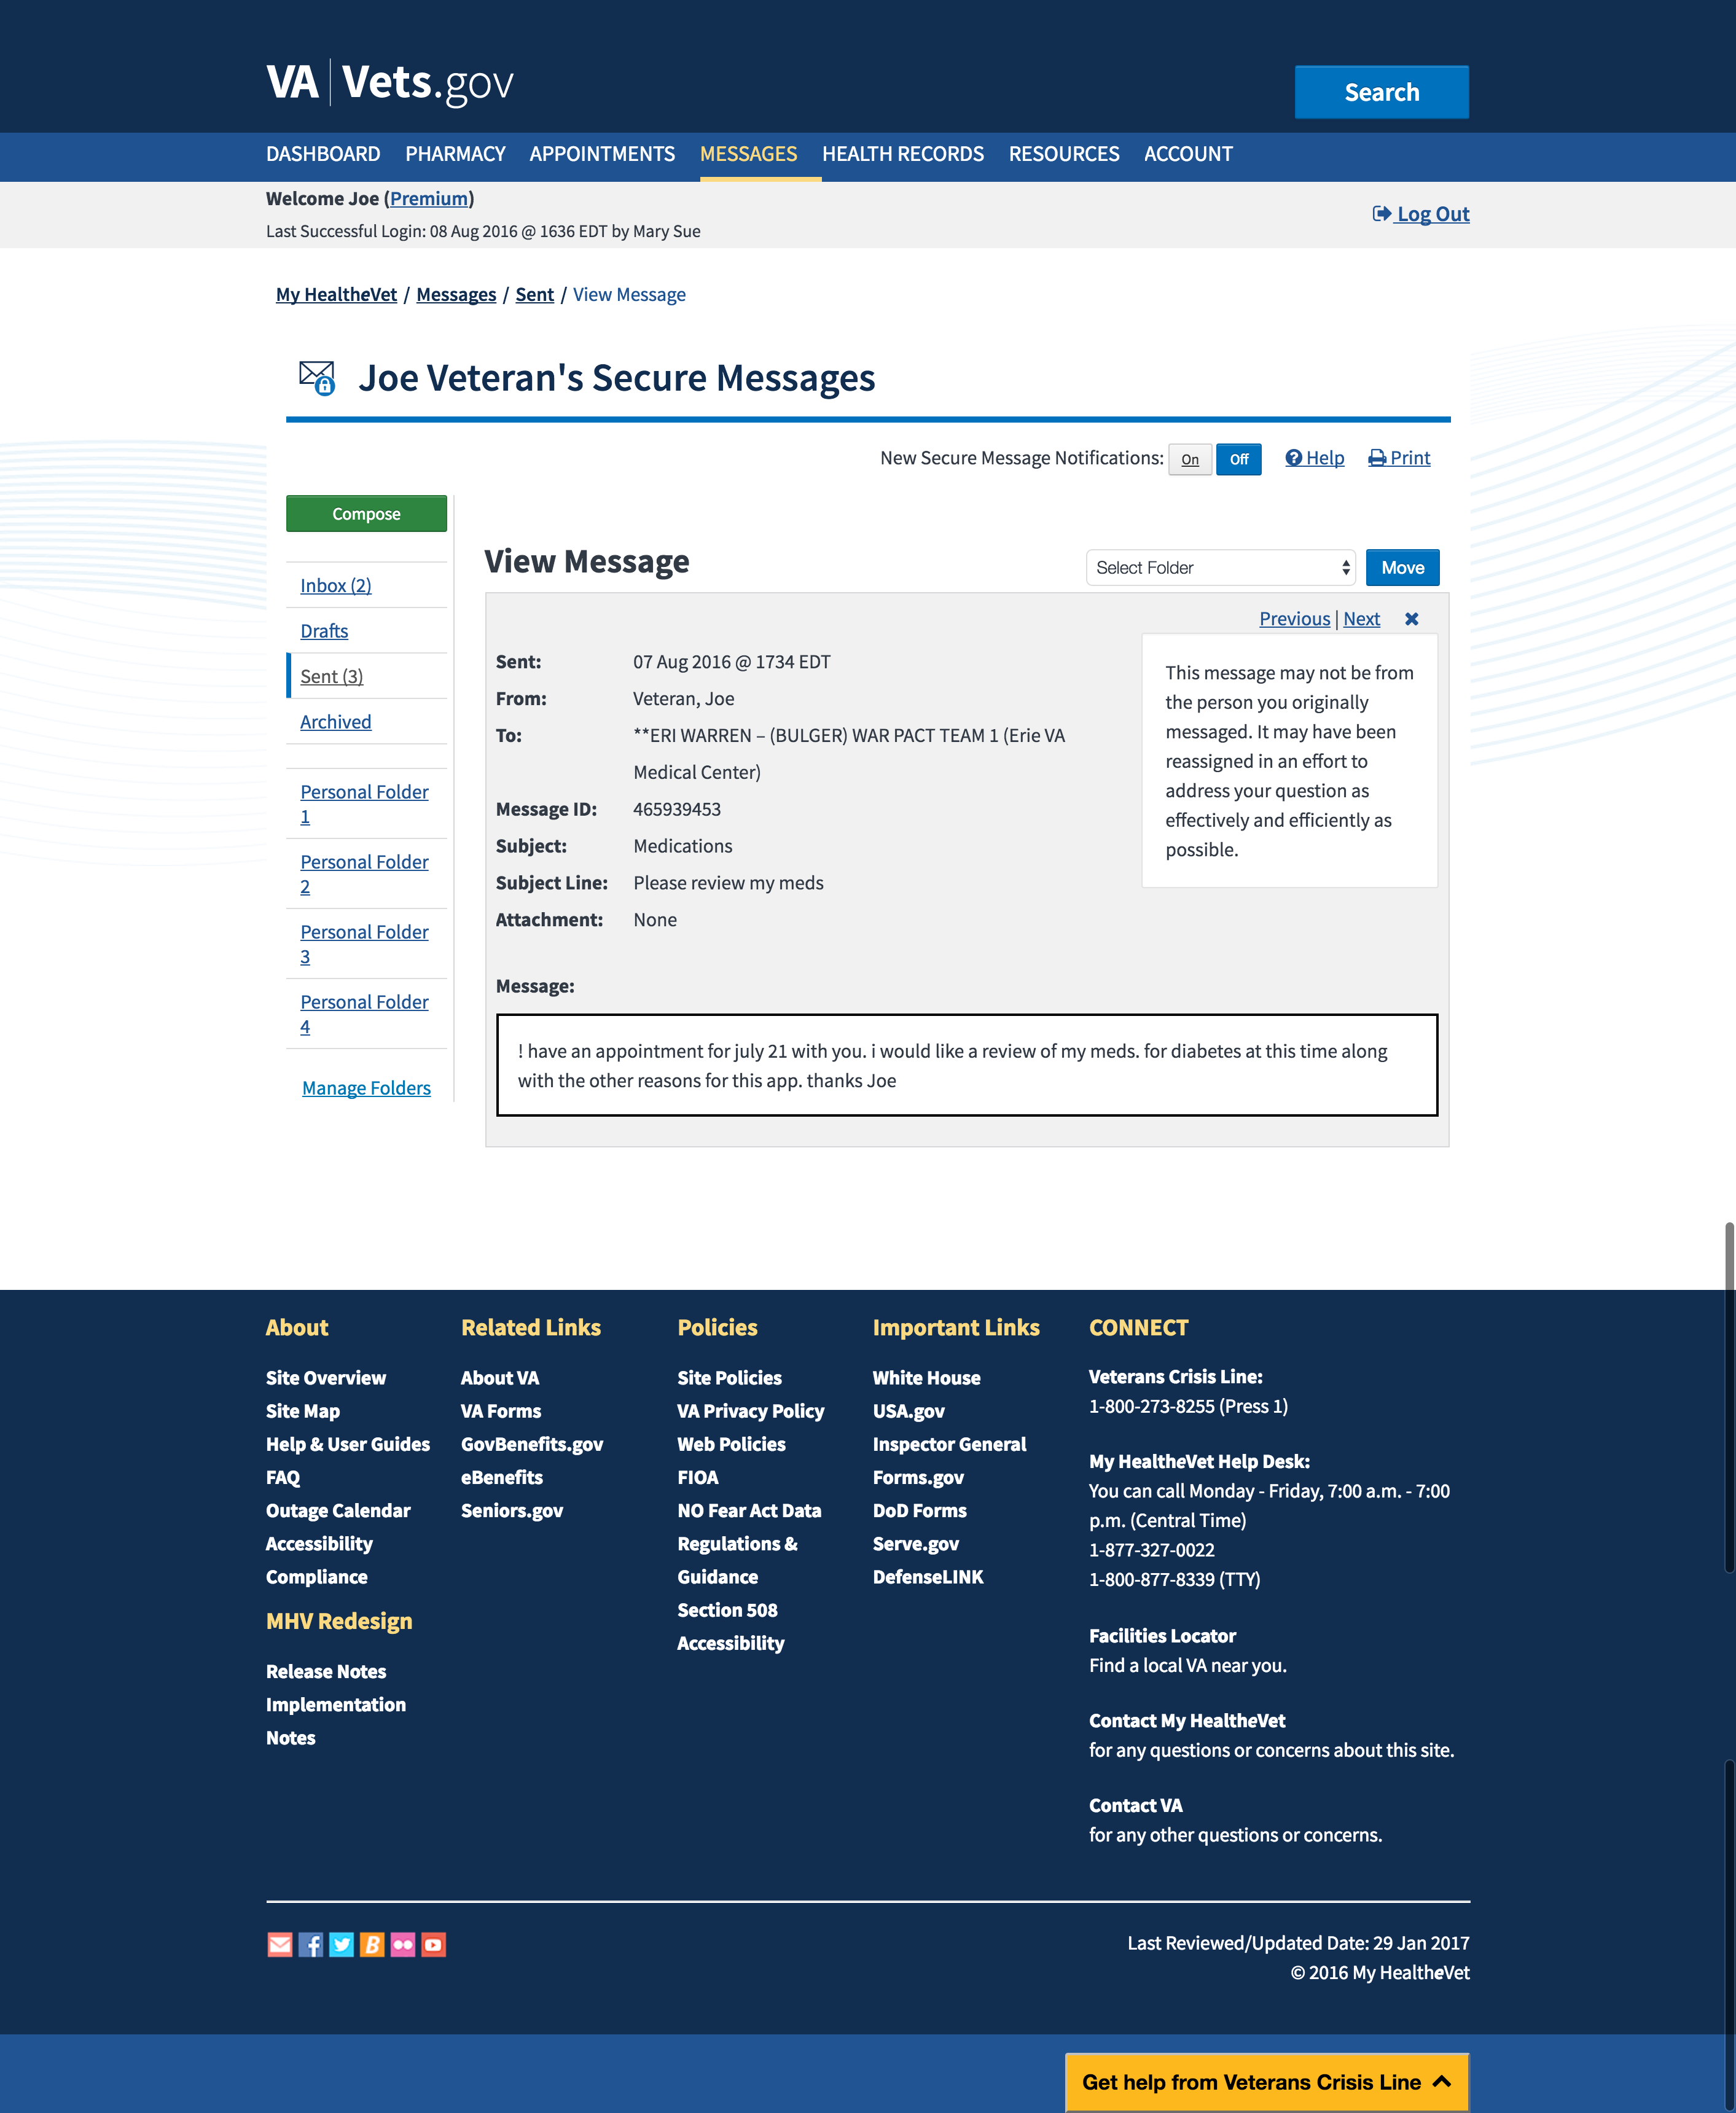 VA | Vets.gov
Search
DASHBOARD PHARMACY APPOINTMENTS MESSAGES HEALTH RECORDS RESOURCES ACCOUNT
Welcome Joe (Premium)
Log Out
Last Successful Login: 08 Aug 2016 @ 1636 EDT by Mary Sue
My HealtheVet / Messages / Sent / View Message
Joe Veteran's Secure Messages
New Secure Message Notifications: On Off Help Print
Compose
Inbox (2)
Drafts
Sent (3)
Archived
Personal Folder
1
Personal Folder
2
Personal Folder
3
Personal Folder
4
Manage Folders
View Message
Select Folder
Move
Previous | Next
Sent: 07 Aug 2016 @ 1734 EDT
From: Veteran, Joe
To: **ERI WARREN – (BULGER) WAR PACT TEAM 1 (Erie VA
Medical Center)
Message ID: 465939453
Subject: Medications
Subject Line: Please review my meds
Attachment: None
This message may not be from
the person you originally
messaged. It may have been
reassigned in an effort to
address your question as
effectively and efficiently as
possible.
Message:
! have an appointment for july 21 with you. i would like a review of my meds. for diabetes at this time along
with the other reasons for this app. thanks Joe
About
Site Overview
Site Map
Help & User Guides
FAQ
Outage Calendar
Accessibility
Compliance
MHV Redesign
Release Notes
Implementation
Notes
Related Links
About VA
VA Forms
GovBenefits.gov
eBenefits
Seniors.gov
Policies
Site Policies
VA Privacy Policy
Web Policies
FIOA
NO Fear Act Data
Regulations &
Guidance
Section 508
Accessibility
Important Links
White House
USA.gov
Inspector General
Forms.gov
DoD Forms
Serve.gov
DefenseLINK
CONNECT
Veterans Crisis Line:
1-800-273-8255 (Press 1)
My HealtheVet Help Desk:
You can call Monday - Friday, 7:00 a.m. - 7:00
p.m. (Central Time)
1-877-327-0022
1-800-877-8339 (TTY)
Facilities Locator
Find a local VA near you.
Contact My HealtheVet
for any questions or concerns about this site.
Contact VA
for any other questions or concerns.
Last Reviewed/Updated Date: 29 Jan 2017
© 2016 My HealtheVet
Get help from Veterans Crisis Line